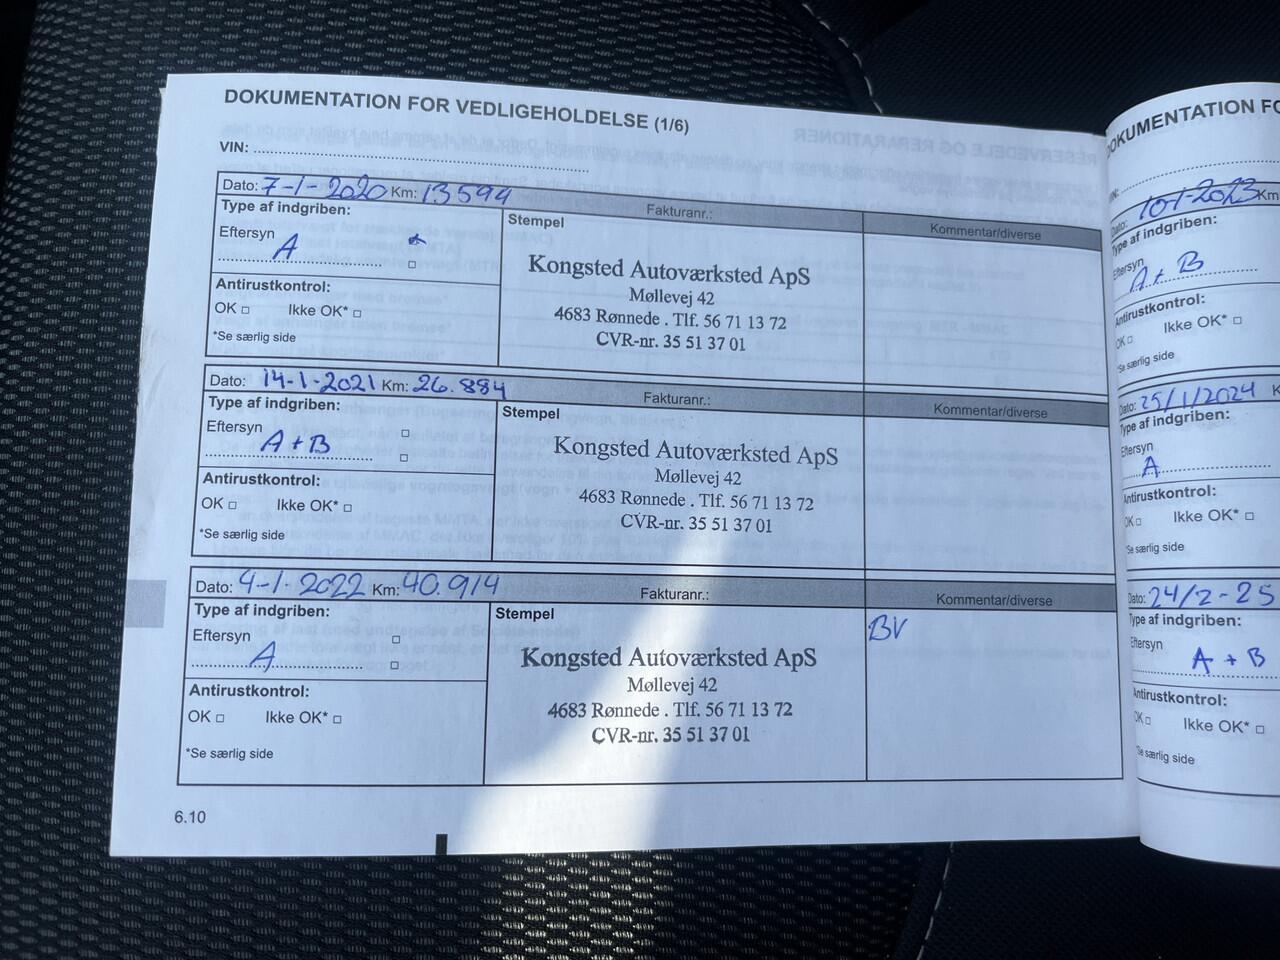 DOKUMENTATION FOR VEDLIGEHOLDELSE (1/6)
VIN:
Dato: 7-1-2020 Km: 13594
Fakturanr.:
Kommentar/diverse
Type af indgriben:
Stempel
Eftersyn
A
Kongsted Autoværksted ApS
Møllevej 42
4683 Rønnede . Tlf. 56 71 13 72
CVR-nr. 35 51 37 01
Antirustkontrol:
OK □ Ikke OK* □
*Se særlig side
Dato: 14-1-2021 Km: 26.884
Fakturanr.:
Kommentar/diverse
Type af indgriben:
Stempel
Eftersyn
A+B
Kongsted Autoværksted ApS
Møllevej 42
4683 Rønnede . Tlf. 56 71 13 72
CVR-nr. 35 51 37 01
Antirustkontrol:
OK □ Ikke OK* □
*Se særlig side
Dato: 4-1-2022 Km: 40.914
Fakturanr.:
Kommentar/diverse
Type af indgriben:
Stempel
BV
Eftersyn
A
Kongsted Autoværksted ApS
Møllevej 42
4683 Rønnede . Tlf. 56 71 13 72
CVR-nr. 35 51 37 01
Antirustkontrol:
OK □ Ikke OK* □
*Se særlig side
6.10
DOKUMENTATION FO
VIN:
Dato: 10-1-2023 Km
Type af indgriben:
Eftersyn
A+B
Antirustkontrol:
OK □ Ikke OK* □
*Se særlig side
Dato: 25/1/2024 K
Type af indgriben:
Eftersyn
A
Antirustkontrol:
OK □ Ikke OK* □
*Se særlig side
Dato: 24/2-25
Type af indgriben:
Eftersyn
A + B
Antirustkontrol:
OK □ Ikke OK* □
*Se særlig side